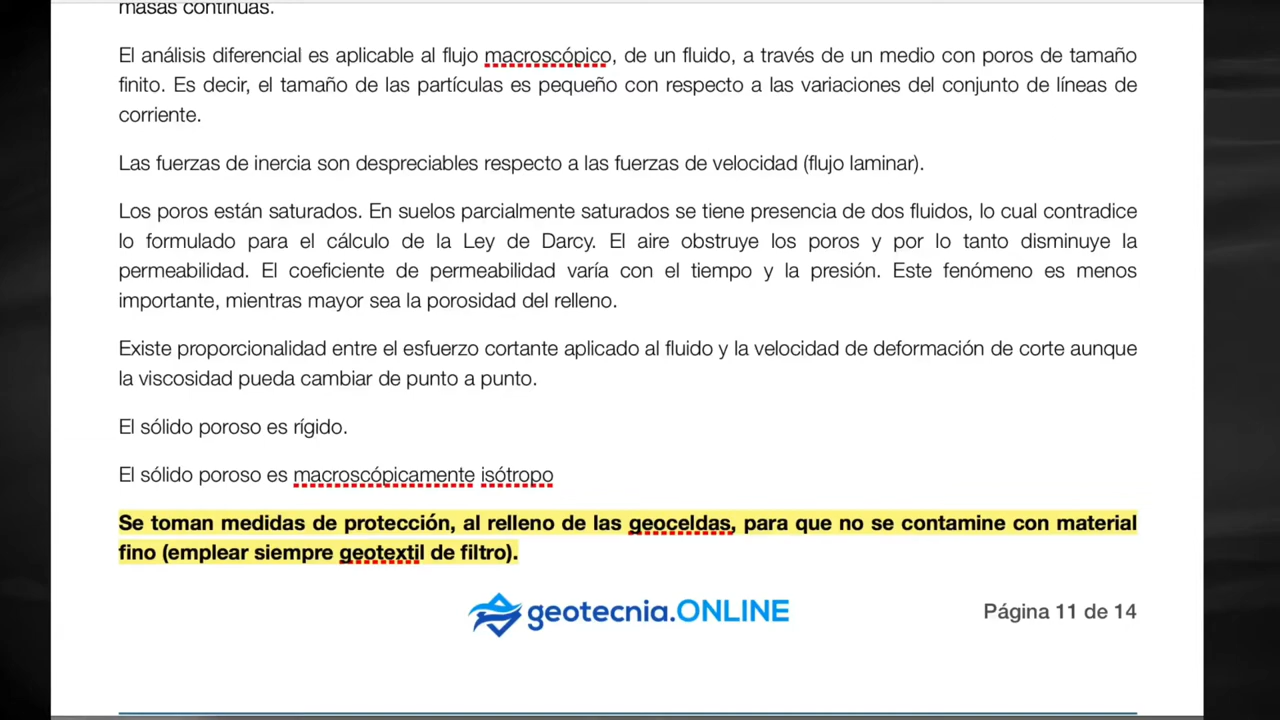 masas continuas.
El análisis diferencial es aplicable al flujo macroscópico, de un fluido, a través de un medio con poros de tamaño
finito. Es decir, el tamaño de las partículas es pequeño con respecto a las variaciones del conjunto de líneas de
corriente.
Las fuerzas de inercia son despreciables respecto a las fuerzas de velocidad (flujo laminar).
Los poros están saturados. En suelos parcialmente saturados se tiene presencia de dos fluidos, lo cual contradice
lo formulado para el cálculo de la Ley de Darcy. El aire obstruye los poros y por lo tanto disminuye la
permeabilidad. El coeficiente de permeabilidad varía con el tiempo y la presión. Este fenómeno es menos
importante, mientras mayor sea la porosidad del relleno.
Existe proporcionalidad entre el esfuerzo cortante aplicado al fluido y la velocidad de deformación de corte aunque
la viscosidad pueda cambiar de punto a punto.
El sólido poroso es rígido.
El sólido poroso es macroscópicamente isótropo
Se toman medidas de protección, al relleno de las geoceldas, para que no se contamine con material
fino (emplear siempre geotextil de filtro).
geotecnia.ONLINE
Página 11 de 14